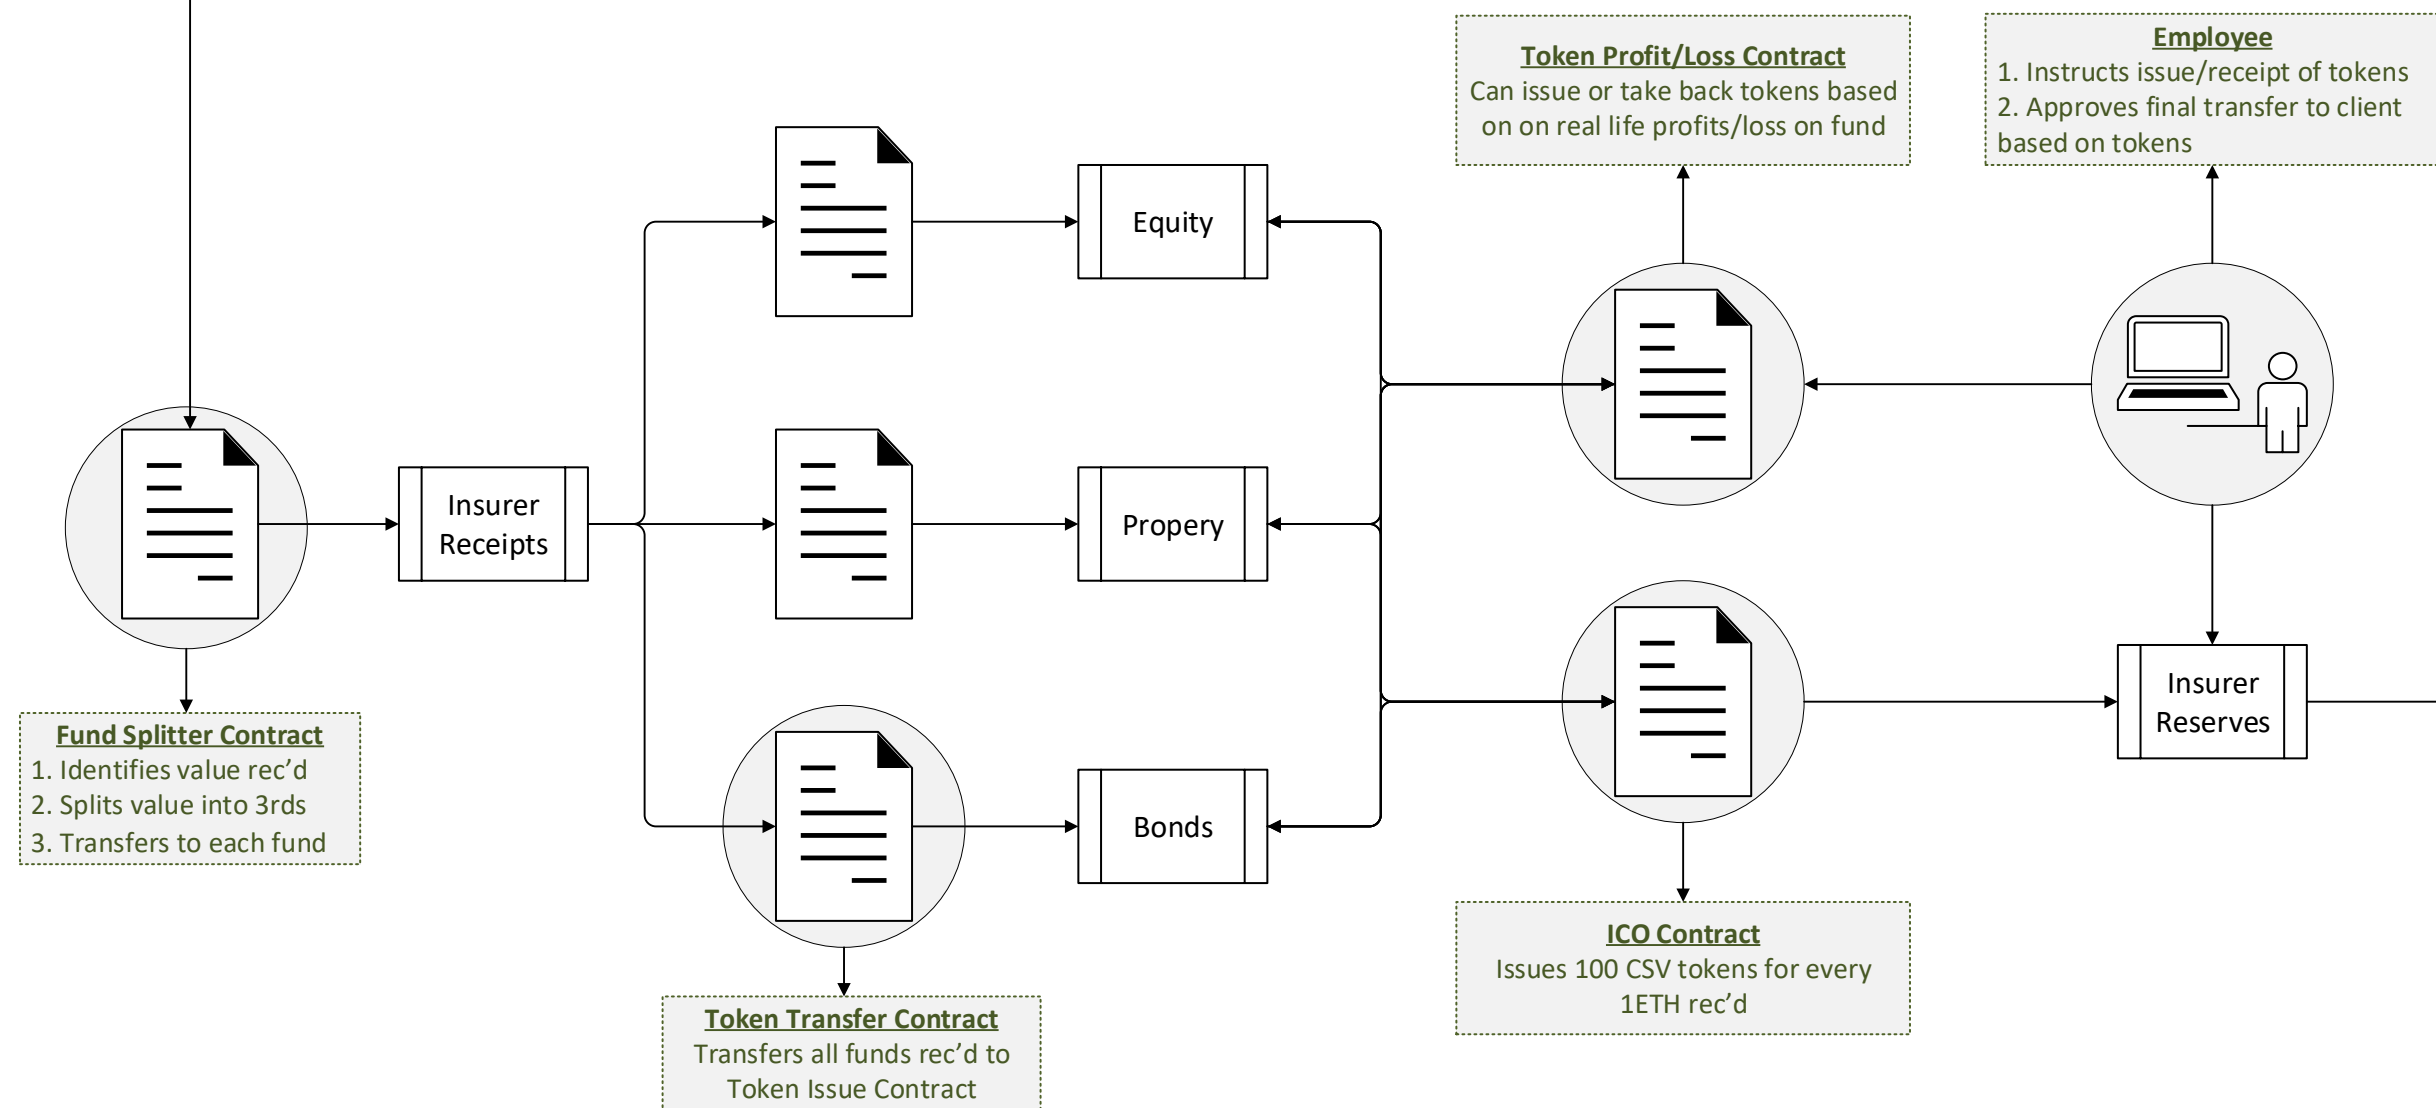 Token Profit/Loss Contract
Can issue or take back tokens based
on on real life profits/loss on fund
Employee
1. Instructs issue/receipt of tokens
2. Approves final transfer to client
based on tokens
Equity
Insurer
Receipts
Propery
Bonds
Insurer
Reserves
Fund Splitter Contract
1. Identifies value rec’d
2. Splits value into 3rds
3. Transfers to each fund
Token Transfer Contract
Transfers all funds rec’d to
Token Issue Contract
ICO Contract
Issues 100 CSV tokens for every
1ETH rec’d